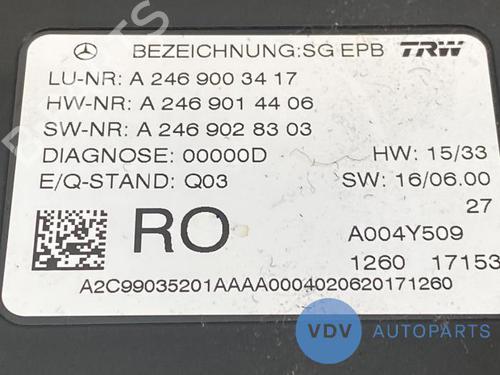 BEZEICHNUNG:SG EPB TRW
LU-NR: A 246 900 34 17
HW-NR: A 246 901 44 06
SW-NR: A 246 902 83 03
DIAGNOSE: 00000D HW: 15/33
E/Q-STAND: Q03 SW: 16/06.00
27
RO A004Y509
1260 17153
A2C99035201AAAA0004020620171260
VDV AUTOPARTS